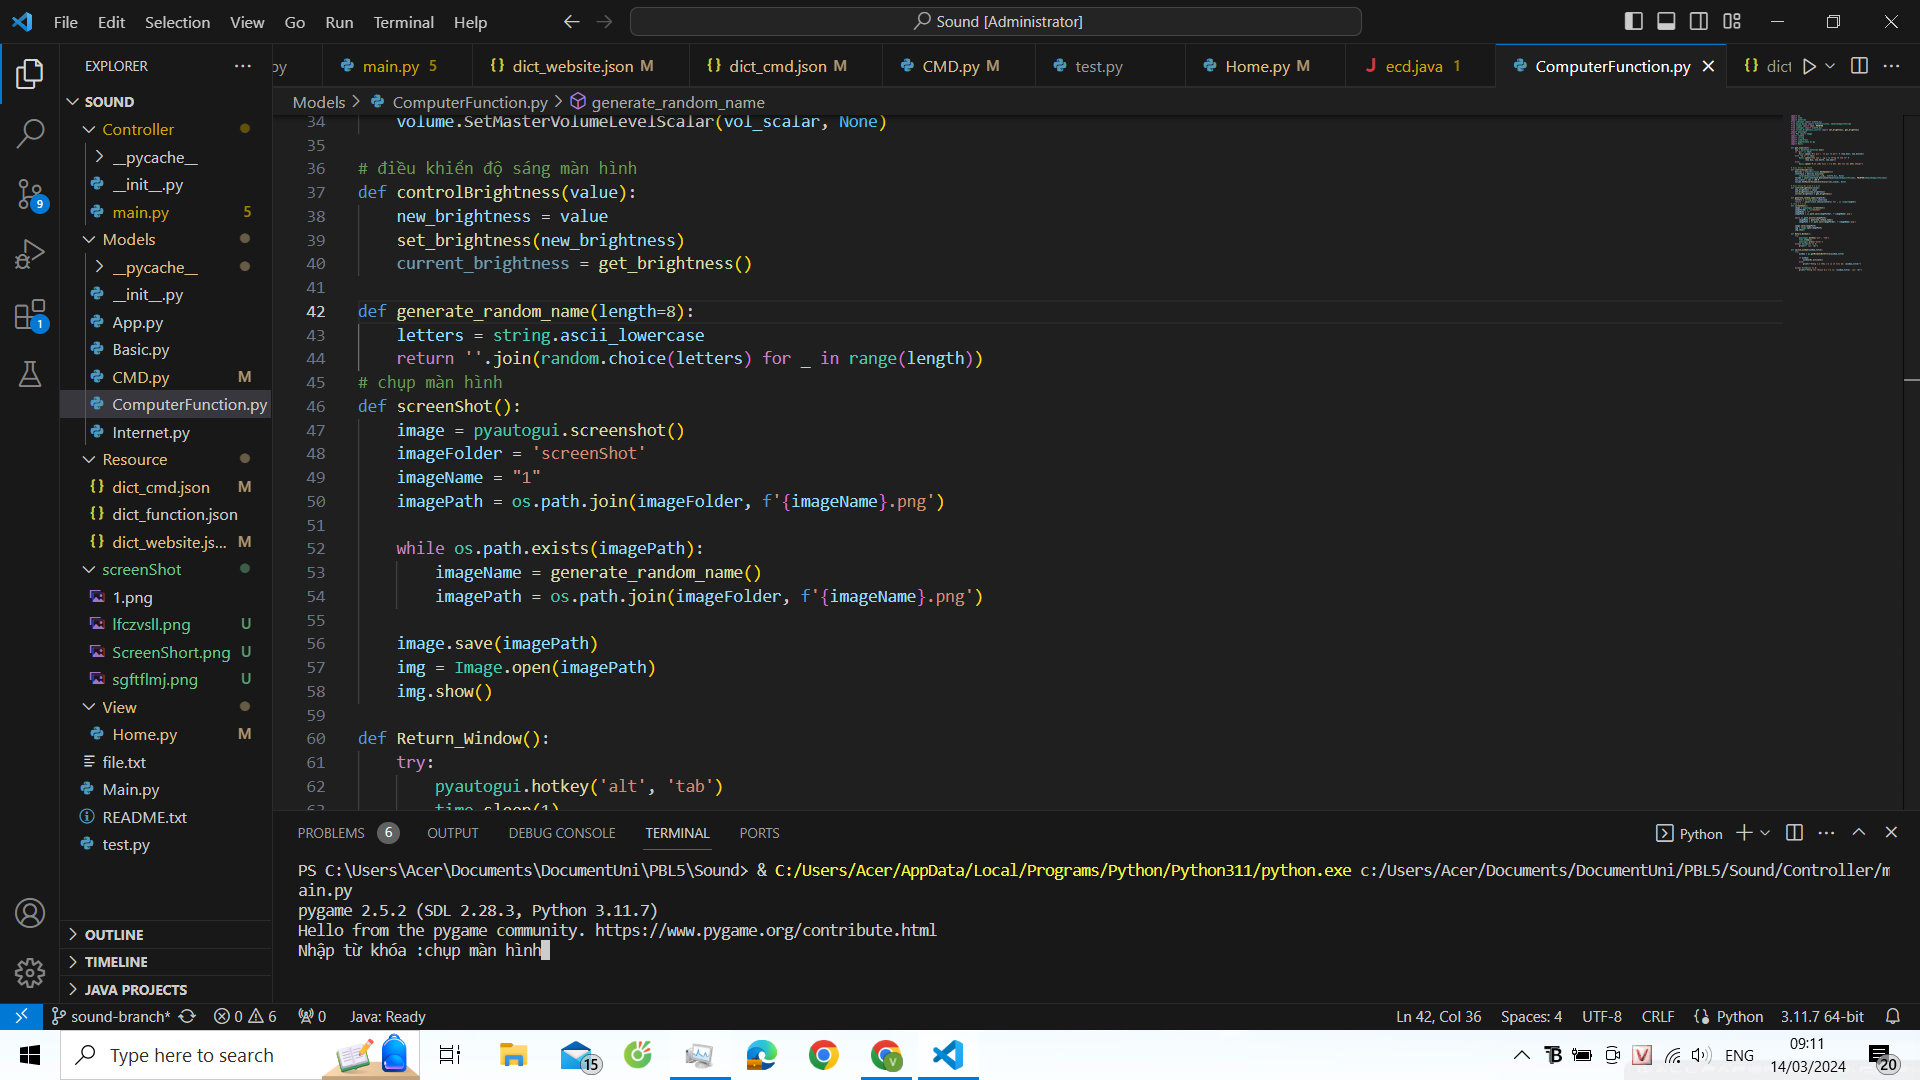 File Edit Selection View Go Run Terminal Help
Sound [Administrator]
EXPLORER
SOUND
Controller
__pycache__
__init__.py
main.py 5
Models
__pycache__
__init__.py
App.py
Basic.py
CMD.py M
ComputerFunction.py
Internet.py
Resource
dict_cmd.json M
dict_function.json
dict_website.js... M
screenShot
1.png
lfczvsll.png U
ScreenShort.png U
sgftflmj.png U
View
Home.py M
file.txt
Main.py
README.txt
test.py
OUTLINE
TIMELINE
JAVA PROJECTS
9
1
py main.py 5 dict_website.json M dict_cmd.json M CMD.py M test.py Home.py M ecd.java 1 ComputerFunction.py dict
Models > ComputerFunction.py > generate_random_name
34 volume.SetMasterVolumeLevelScalar(vol_scalar, None)
35
36 # điều khiển độ sáng màn hình
37 def controlBrightness(value):
38 new_brightness = value
39 set_brightness(new_brightness)
40 current_brightness = get_brightness()
41
42 def generate_random_name(length=8):
43 letters = string.ascii_lowercase
44 return ''.join(random.choice(letters) for _ in range(length))
45 # chụp màn hình
46 def screenShot():
47 image = pyautogui.screenshot()
48 imageFolder = 'screenShot'
49 imageName = "1"
50 imagePath = os.path.join(imageFolder, f'{imageName}.png')
51
52 while os.path.exists(imagePath):
53 imageName = generate_random_name()
54 imagePath = os.path.join(imageFolder, f'{imageName}.png')
55
56 image.save(imagePath)
57 img = Image.open(imagePath)
58 img.show()
59
60 def Return_Window():
61 try:
62 pyautogui.hotkey('alt', 'tab')
63 time.sleep(1)
PROBLEMS 6 OUTPUT DEBUG CONSOLE TERMINAL PORTS
Python
PS C:\Users\Acer\Documents\DocumentUni\PBL5\Sound> & C:/Users/Acer/AppData/Local/Programs/Python/Python311/python.exe c:/Users/Acer/Documents/DocumentUni/PBL5/Sound/Controller/m
ain.py
pygame 2.5.2 (SDL 2.28.3, Python 3.11.7)
Hello from the pygame community. https://www.pygame.org/contribute.html
Nhập từ khóa :chụp màn hình
sound-branch* 0 6 0 Java: Ready Ln 42, Col 36 Spaces: 4 UTF-8 CRLF Python 3.11.7 64-bit
Type here to search
15
ENG
09:11
14/03/2024
20